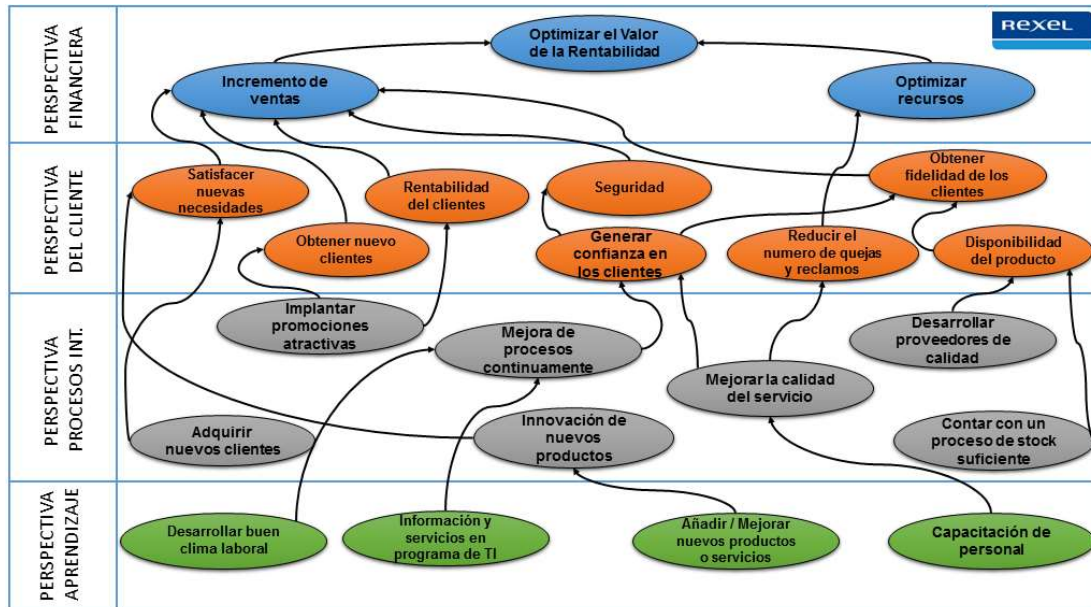 PERSPECTIVA
FINANCIERA
REXEL
Optimizar el Valor
de la Rentabilidad
Incremento de
ventas
Optimizar
recursos
PERSPECTIVA
DEL CLIENTE
Satisfacer
nuevas
necesidades
Rentabilidad
del clientes
Seguridad
Obtener
fidelidad de los
clientes
Obtener nuevo
clientes
Generar
confianza en
los clientes
Reducir el
numero de quejas
y reclamos
Disponibilidad
del producto
PERSPECTIVA
PROCESOS INT.
Implantar
promociones
atractivas
Mejora de
procesos
continuamente
Desarrollar
proveedores de
calidad
Mejorar la calidad
del servicio
Adquirir
nuevos clientes
Innovación de
nuevos
productos
Contar con un
proceso de stock
suficiente
PERSPECTIVA
APRENDIZAJE
Desarrollar buen
clima laboral
Información y
servicios en
programa de TI
Añadir / Mejorar
nuevos productos
o servicios
Capacitación de
personal